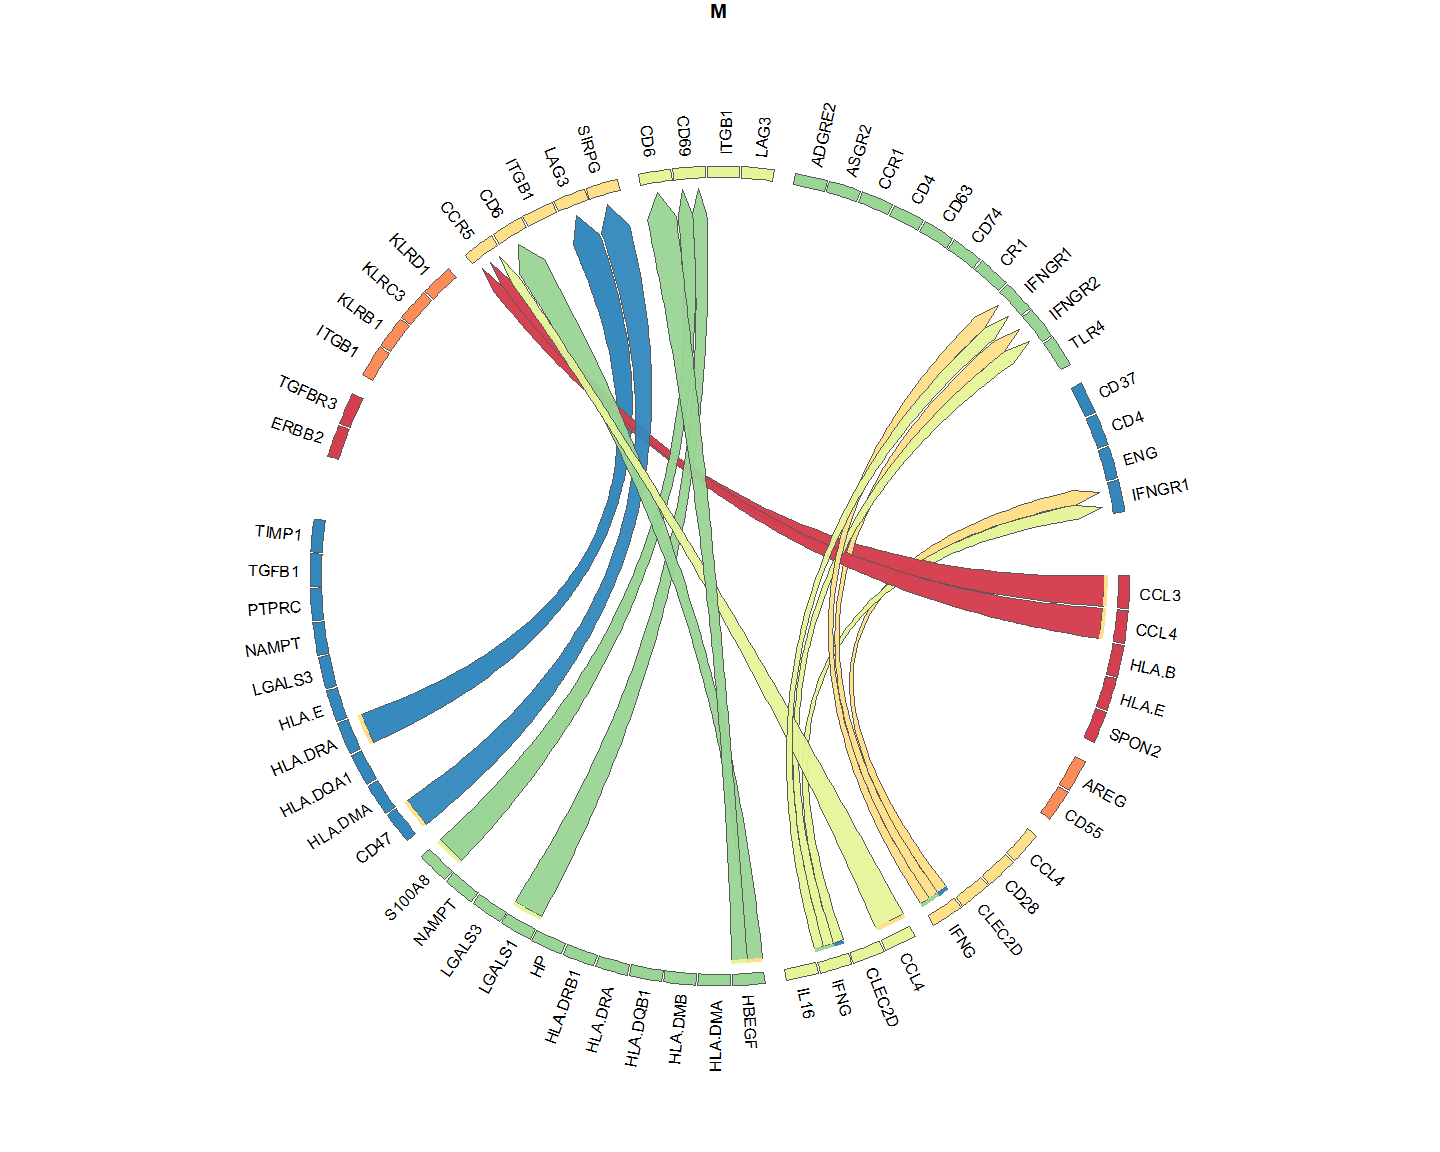 M
CD6
CD69
ITGB1
LAG3
ADGRE2
ASGR2
CCR1
CD4
CD63
CD74
CR1
IFNGR1
IFNGR2
TLR4
CD37
CD4
ENG
IFNGR1
CCL3
CCL4
HLA.B
HLA.E
SPON2
AREG
CD55
CCL4
CD28
CLEC2D
IFNG
CCL4
CLEC2D
IFNG
IL16
HBEGF
HLA.DMA
HLA.DMB
HLA.DQB1
HLA.DRA
HLA.DRB1
HP
LGALS1
LGALS3
NAMPT
S100A8
CD47
HLA.DMA
HLA.DQA1
HLA.DRA
HLA.E
LGALS3
NAMPT
PTPRC
TGFB1
TIMP1
ERBB2
TGFBR3
ITGB1
KLRB1
KLRC3
KLRD1
CCR5
CD6
ITGB1
LAG3
SIRPG